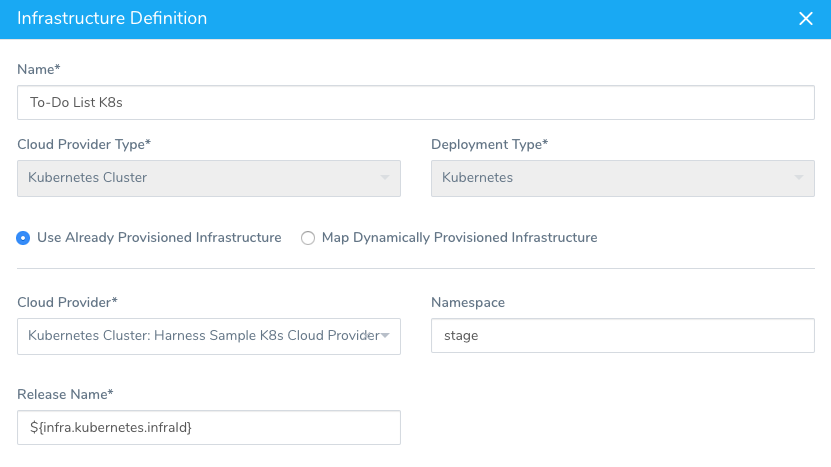 Infrastructure Definition
Name*
To-Do List K8s
Cloud Provider Type*
Deployment Type*
Kubernetes Cluster
Kubernetes
Use Already Provisioned Infrastructure
Map Dynamically Provisioned Infrastructure
Cloud Provider*
Namespace
Kubernetes Cluster: Harness Sample K8s Cloud Provider
stage
Release Name*
${infra.kubernetes.infraId}